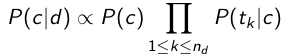 P(c|d) ∝ P(c) ∏ P(t_k|c)
1≤k≤n_d